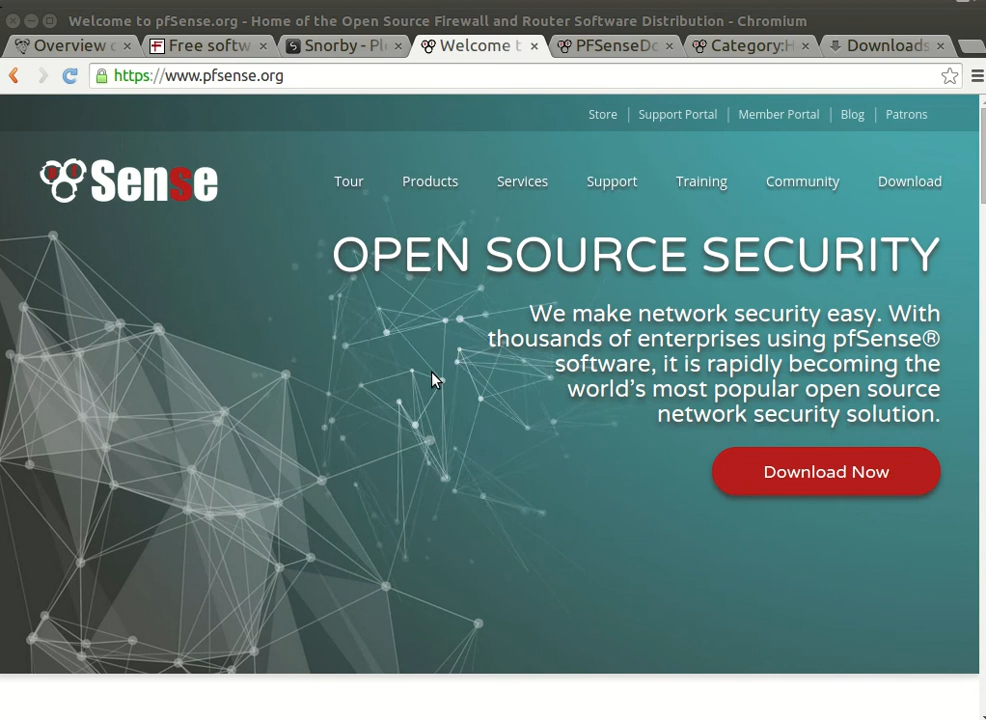 Welcome to pfSense.org - Home of the Open Source Firewall and Router Software Distribution - Chromium
Overview o
Free softw
Snorby - Ple
Welcome t
PFSenseDo
Category:H
Downloads
https://www.pfsense.org
Store
Support Portal
Member Portal
Blog
Patrons
pf Sense
Tour
Products
Services
Support
Training
Community
Download
OPEN SOURCE SECURITY
We make network security easy. With
thousands of enterprises using pfSense®
software, it is rapidly becoming the
world's most popular open source
network security solution.
Download Now